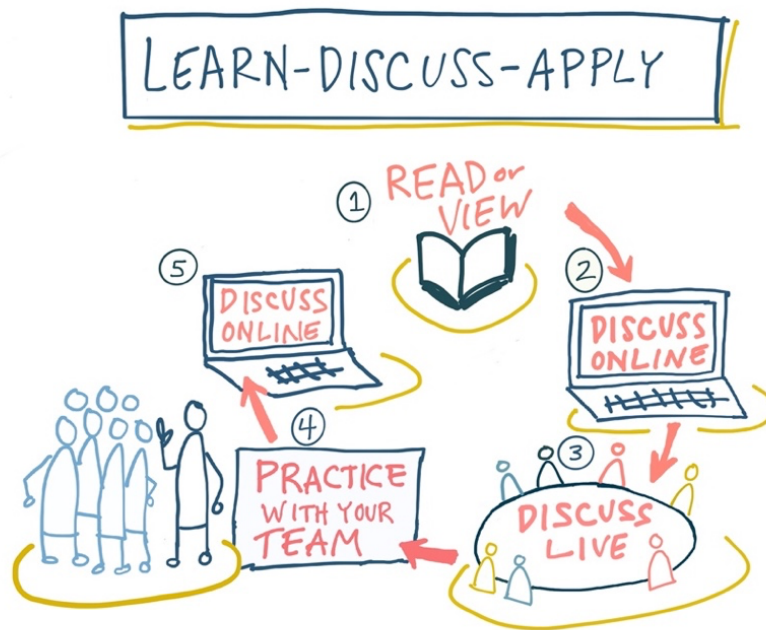 LEARN-DISCUSS-APPLY
1
READ or
VIEW
2
DISCUSS
ONLINE
3
DISCUSS
LIVE
4
PRACTICE
WITH YOUR
TEAM
5
DISCUSS
ONLINE